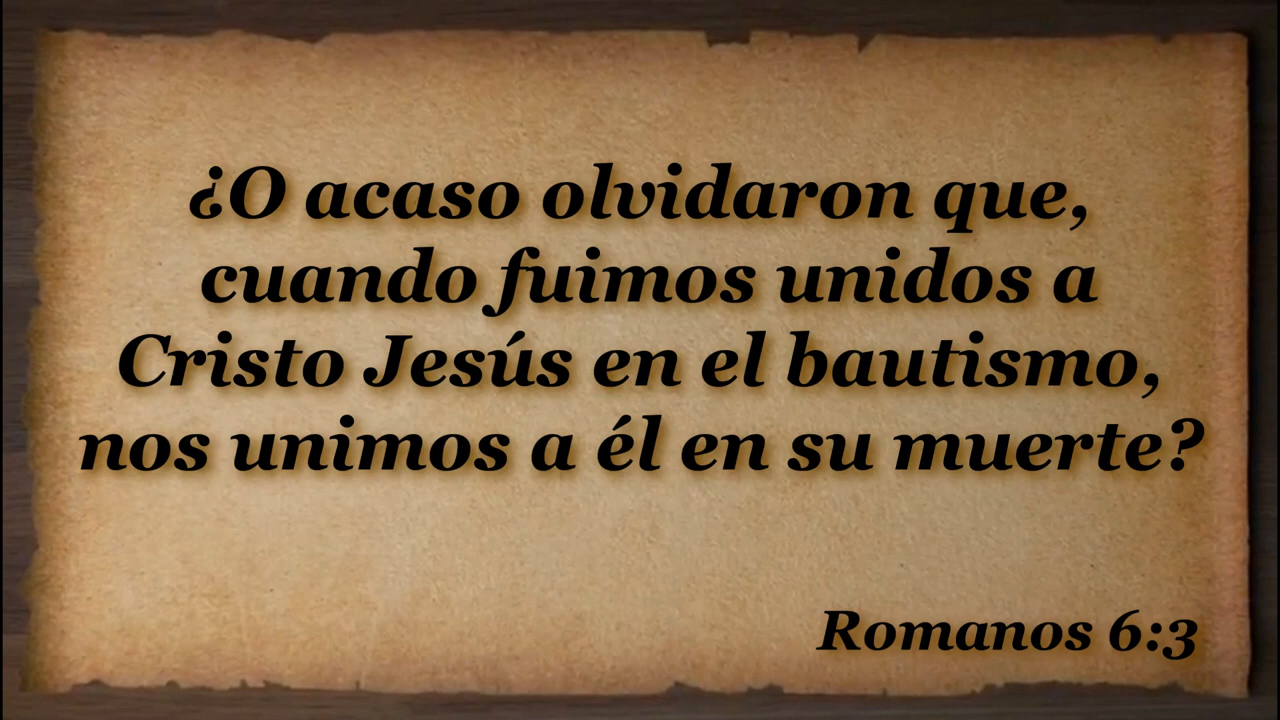 ¿O acaso olvidaron que,
cuando fuimos unidos a
Cristo Jesús en el bautismo,
nos unimos a él en su muerte?
Romanos 6:3